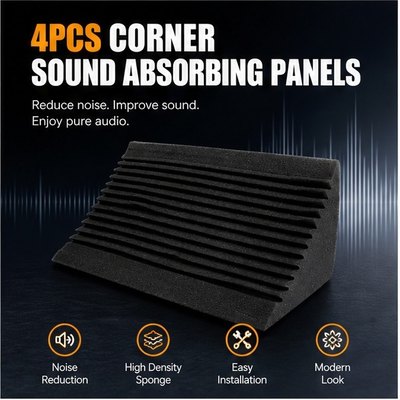 4PCS CORNER
SOUND ABSORBING PANELS
Reduce noise. Improve sound.
Enjoy pure audio.
Noise
Reduction
High Density
Sponge
Easy
Installation
Modern
Look